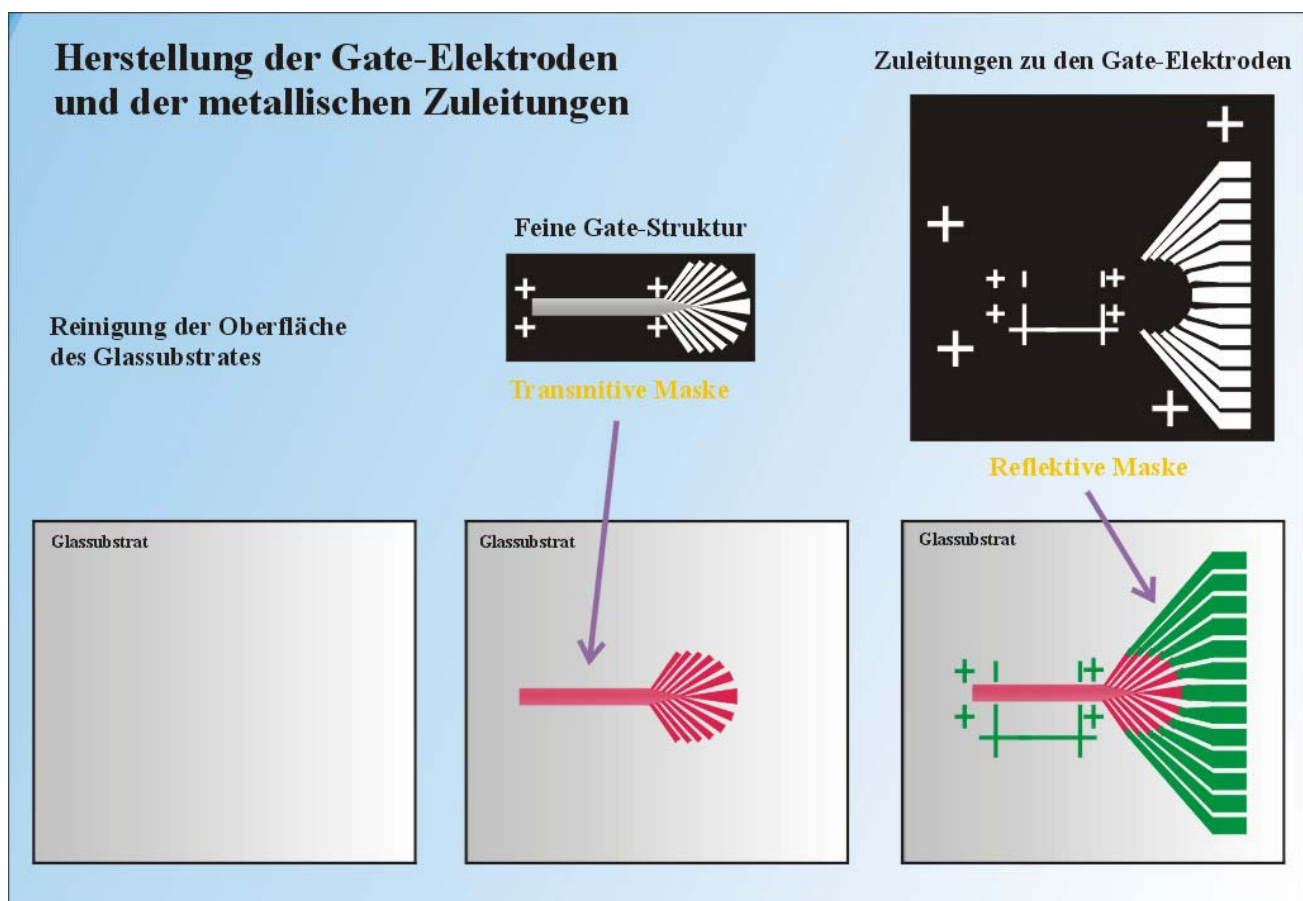 Herstellung der Gate-Elektroden
und der metallischen Zuleitungen
Zuleitungen zu den Gate-Elektroden
Feine Gate-Struktur
Reinigung der Oberfläche
des Glassubstrates
Transmitive Maske
Reflektive Maske
Glassubstrat
Glassubstrat
Glassubstrat